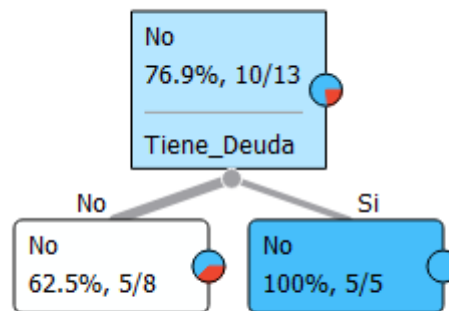 No
76.9%, 10/13
Tiene_Deuda
No
Si
No
62.5%, 5/8
No
100%, 5/5